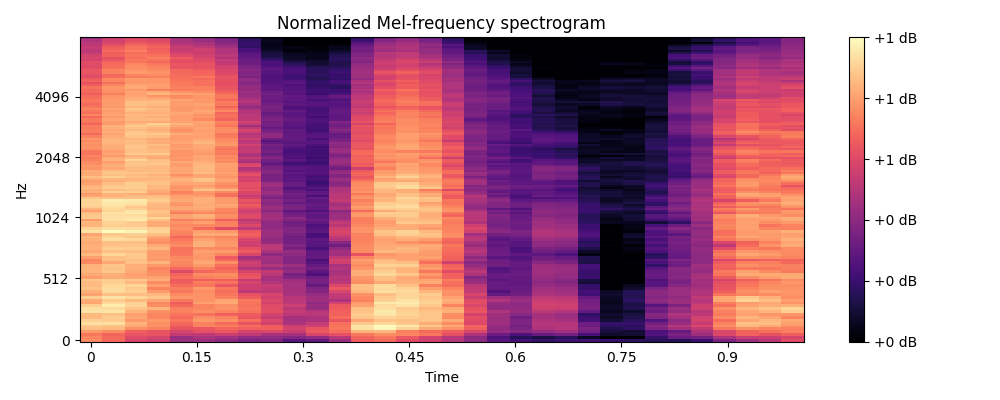 Normalized Mel-frequency spectrogram
Hz
4096
2048
1024
512
0
0 0.15 0.3 0.45 0.6 0.75 0.9
Time
+1 dB
+1 dB
+1 dB
+0 dB
+0 dB
+0 dB